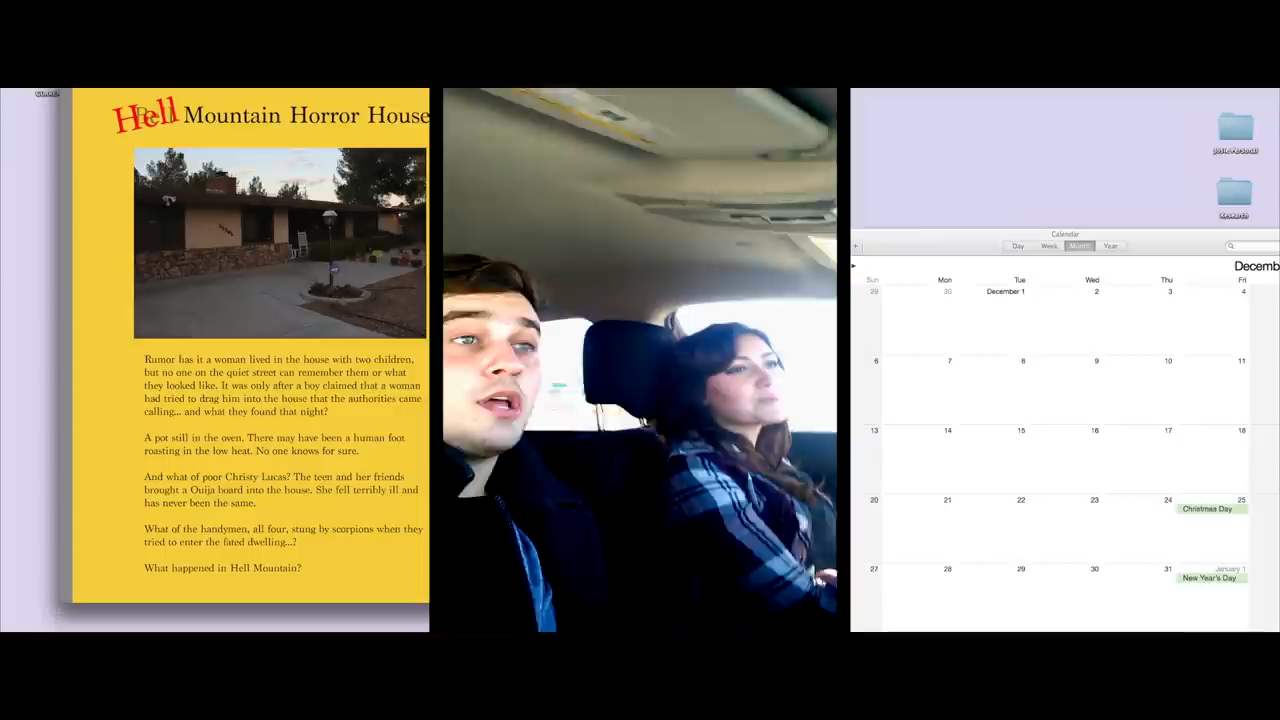 Hell Mountain Horror House
Rumor has it a woman lived in the house with two children,
but no one on the quiet street can remember them or what
they looked like. It was only after a boy claimed that a woman
had tried to drag him into the house that the authorities came
calling... and what they found that night?
A pot still in the oven. There may have been a human foot
roasting in the low heat. No one knows for sure.
And what of poor Christy Lucas? The teen and her friends
brought a Ouija board into the house. She fell terribly ill and
has never been the same.
What of the handymen, all four, stung by scorpions when they
tried to enter the fated dwelling...?
What happened in Hell Mountain?
Josie Personal
Research
Calendar
+ Day Week Month Year
Decemb
Sun Mon Tue Wed Thu Fri
29 30 December 1 2 3 4
6 7 8 9 10 11
13 14 15 16 17 18
20 21 22 23 24 25
Christmas Day
27 28 29 30 31 January 1
New Year's Day